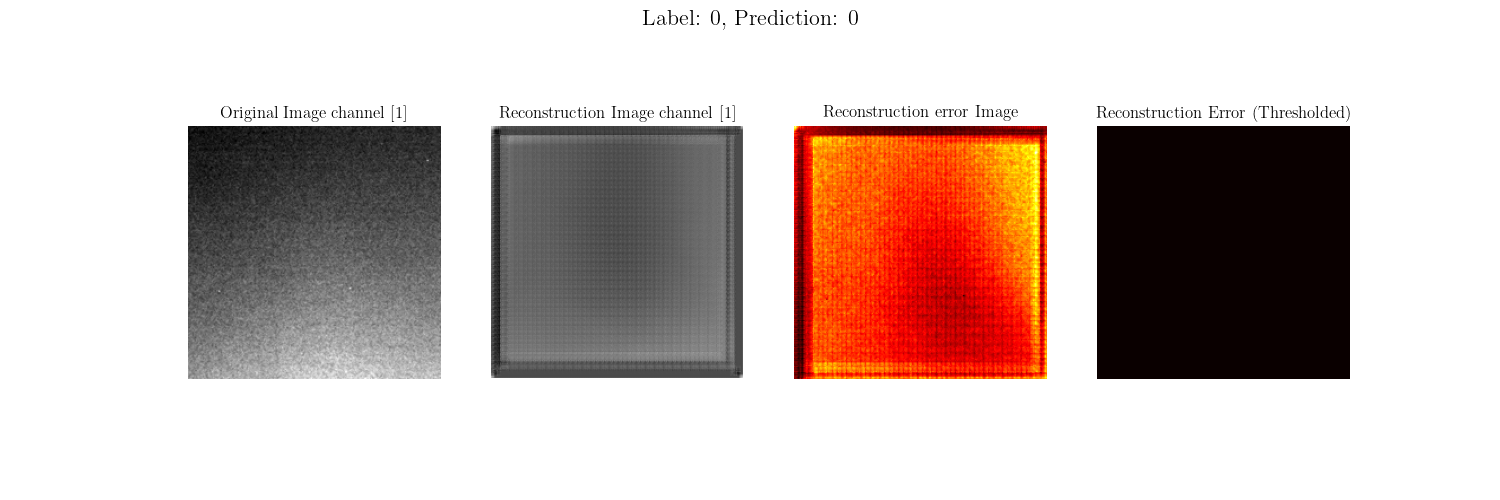 Label: 0, Prediction: 0
Original Image channel [1]
Reconstruction Image channel [1]
Reconstruction error Image
Reconstruction Error (Thresholded)